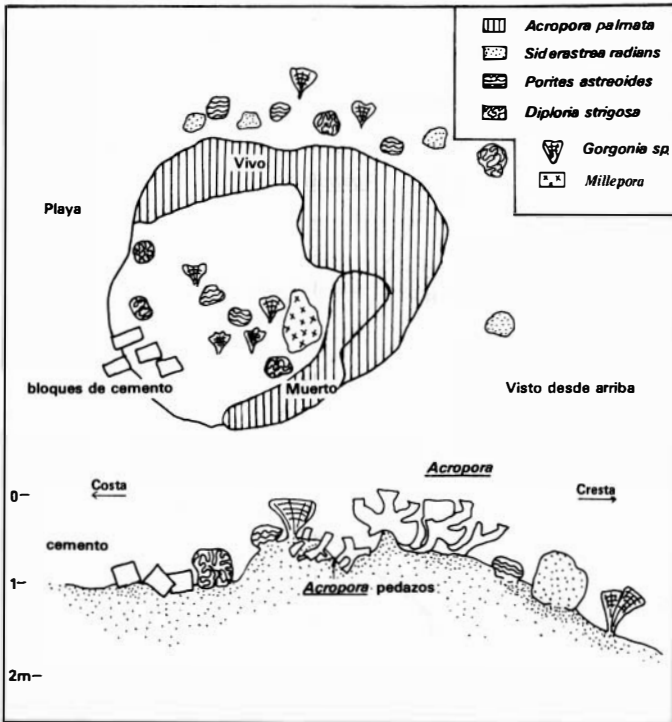 Acropora palmata
Siderastrea radians
Porites astreoides
Diploria strigosa
Gorgonia sp
Millepora
Vivo
Playa
bloques de cemento
Muerto
Visto desde arriba
Acropora
0—
Costa
Cresta
cemento
1—
Acropora pedazos
2m—